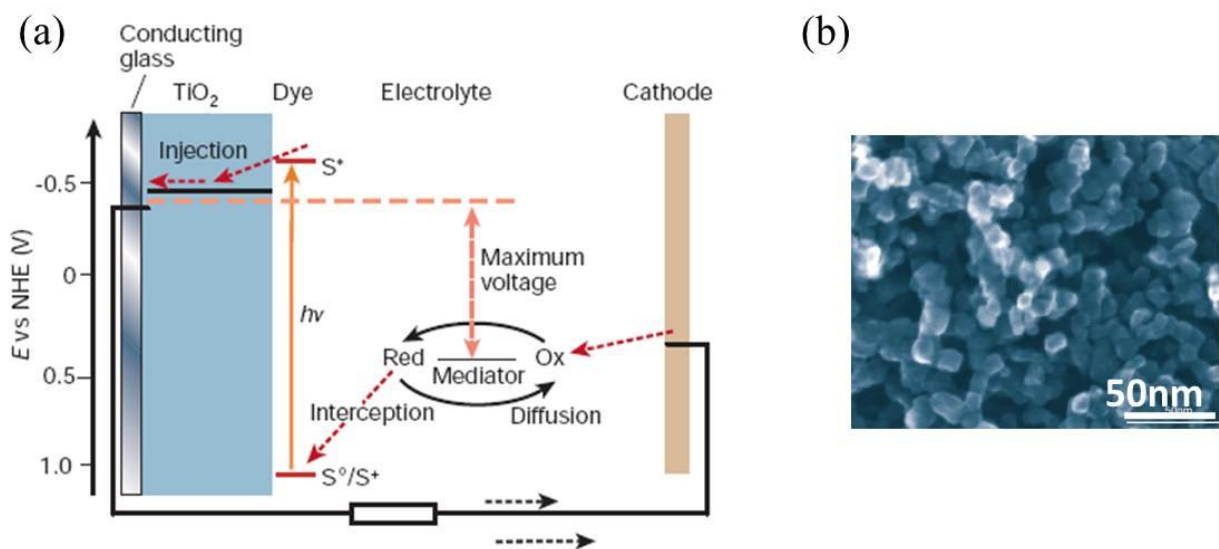 (a)
(b)
Conducting
glass
TiO₂
Dye
Electrolyte
Cathode
Injection
S*
-0.5
Maximum
voltage
0
E vs NHE (V)
hν
Red
Ox
Mediator
0.5
Interception
Diffusion
1.0
S°/S⁺
50nm
50nm